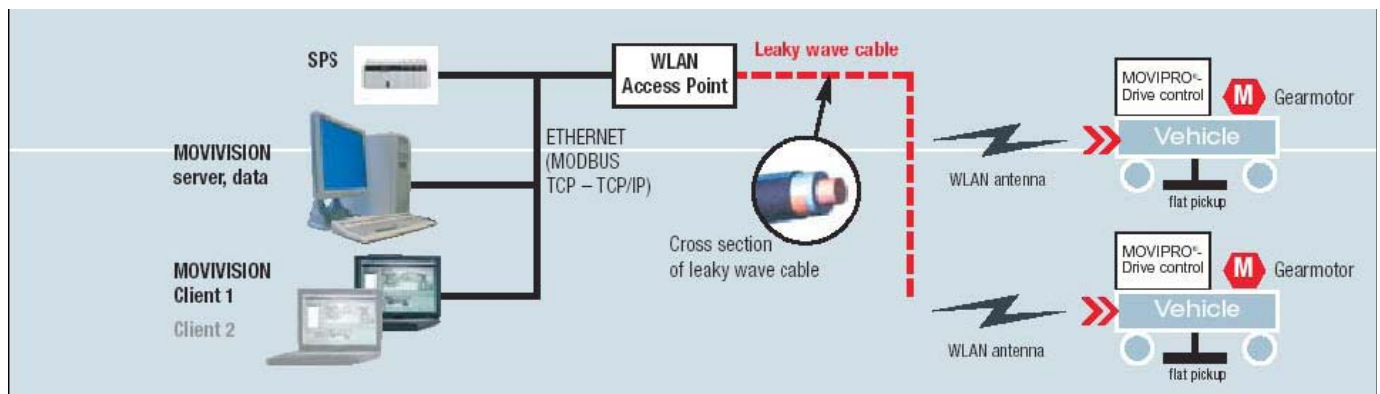 SPS
MOVIVISION
server, data
MOVIVISION
Client 1
Client 2
ETHERNET
(MODBUS
TCP – TCP/IP)
WLAN
Access Point
Leaky wave cable
Cross section
of leaky wave cable
WLAN antenna
MOVIPRO®-
Drive control
M
Gearmotor
Vehicle
flat pickup
WLAN antenna
MOVIPRO®-
Drive control
M
Gearmotor
Vehicle
flat pickup